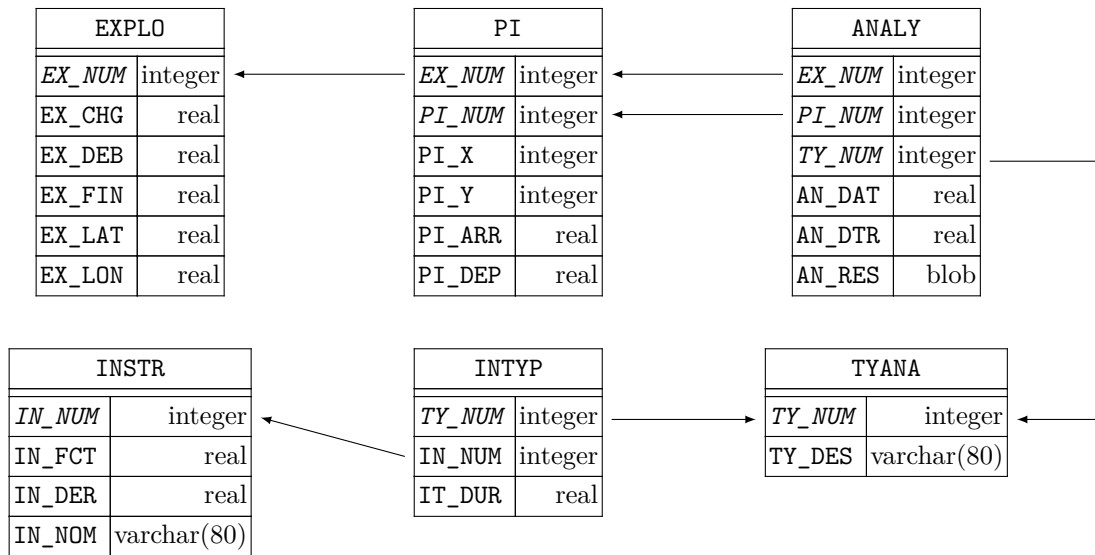 EXPLO
EX_NUM integer
EX_CHG real
EX_DEB real
EX_FIN real
EX_LAT real
EX_LON real
PI
EX_NUM integer
PI_NUM integer
PI_X integer
PI_Y integer
PI_ARR real
PI_DEP real
ANALY
EX_NUM integer
PI_NUM integer
TY_NUM integer
AN_DAT real
AN_DTR real
AN_RES blob
INSTR
IN_NUM integer
IN_FCT real
IN_DER real
IN_NOM varchar(80)
INTYP
TY_NUM integer
IN_NUM integer
IT_DUR real
TYANA
TY_NUM integer
TY_DES varchar(80)